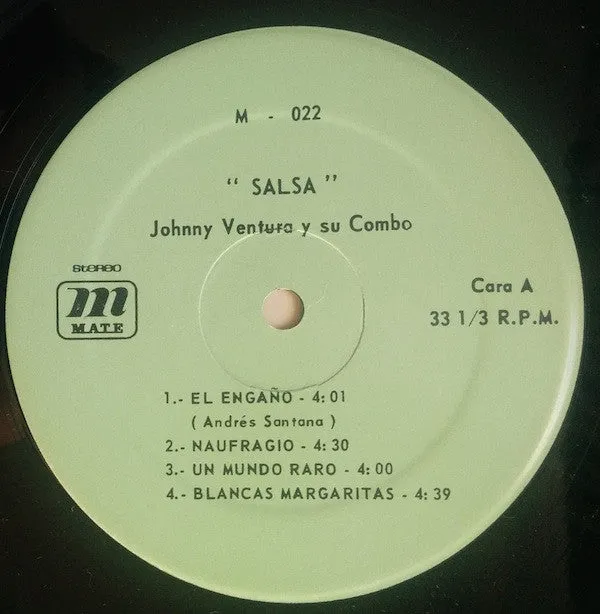 M - 022
" SALSA "
Johnny Ventura y su Combo
STEREO
m
MATE
Cara A
33 1/3 R.P.M.
1.- EL ENGAÑO - 4:01
( Andrés Santana )
2.- NAUFRAGIO - 4:30
3.- UN MUNDO RARO - 4:00
4.- BLANCAS MARGARITAS - 4:39